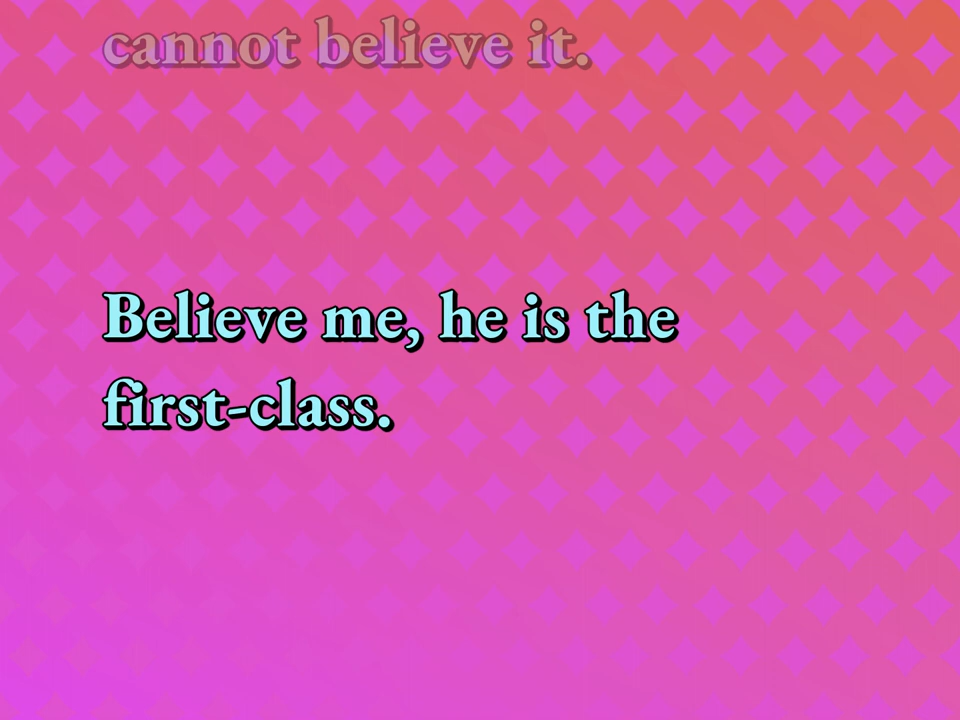 cannot believe it.
Believe me, he is the
first-class.